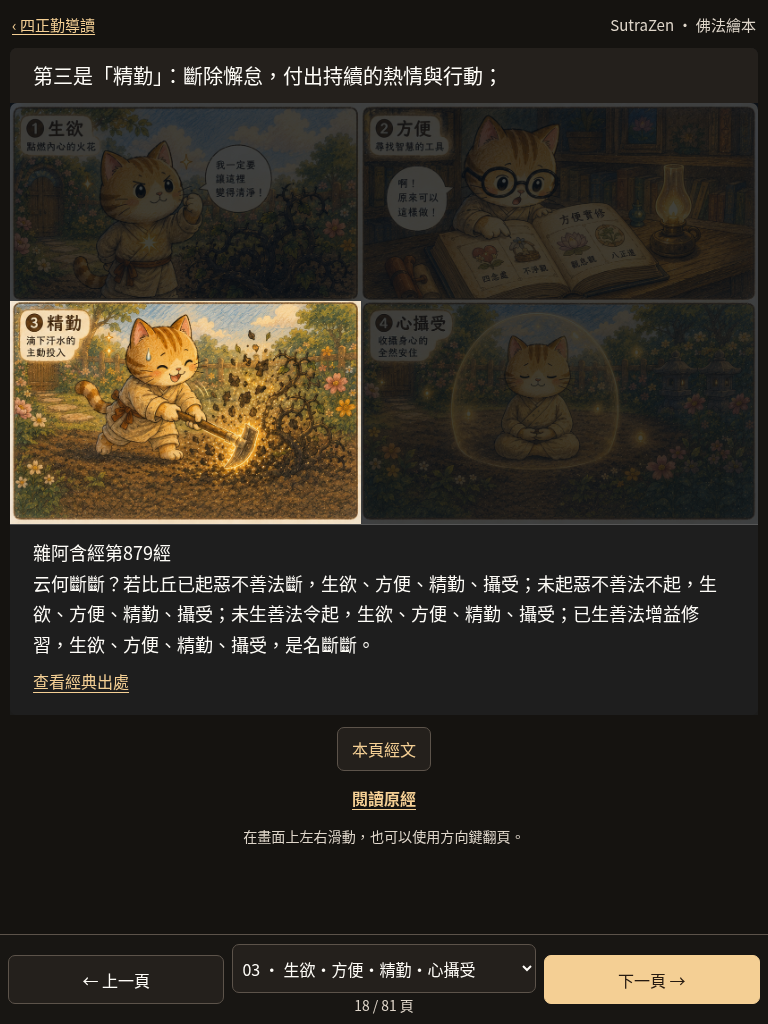 ‹ 四正勤導讀
SutraZen · 佛法繪本
第三是「精勤」：斷除懈怠，付出持續的熱情與行動；
1 生欲
點燃內心的火花
我一定要
讓這裡
變得清淨！
2 方便
尋找智慧的工具
啊！
原來可以
這樣做！
方便實修
四念處
不淨觀
慈悲觀
八正道
3 精勤
滴下汗水的
主動投入
4 心攝受
收攝身心的
全然安住
雜阿含經第879經
云何斷斷？若比丘已起惡不善法斷，生欲、方便、精勤、攝受；未起惡不善法不起，生
欲、方便、精勤、攝受；未生善法令起，生欲、方便、精勤、攝受；已生善法增益修
習，生欲、方便、精勤、攝受，是名斷斷。
查看經典出處
本頁經文
閱讀原經
在畫面上左右滑動，也可以使用方向鍵翻頁。
← 上一頁
03 · 生欲·方便·精勤·心攝受
18 / 81 頁
下一頁 →